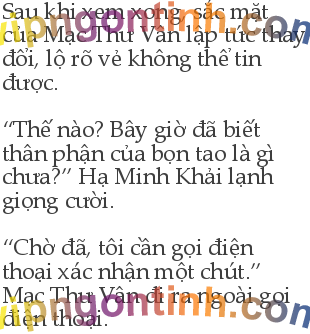 Sau khi xem xong, sắc mặt
của Mạc Thư Vân lập tức thay
đổi, lộ rõ vẻ không thể tin
được.
“Thế nào? Bây giờ đã biết
thân phận của bọn tao là gì
chưa?” Hạ Minh Khải lạnh
giọng cười.
“Chờ đã, tôi cần gọi điện
thoại xác nhận một chút.”
Mạc Thư Vân đi ra ngoài gọi
điện thoại.